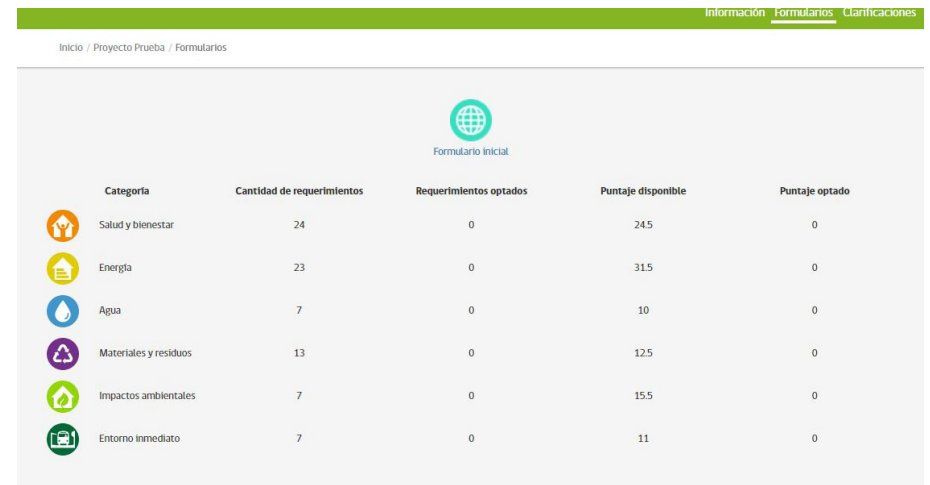 Información Formularios Clarificaciones
Inicio / Proyecto Prueba / Formularios
Formulario inicial
Categoría Cantidad de requerimientos Requerimientos optados Puntaje disponible Puntaje optado
Salud y bienestar 24 0 24.5 0
Energía 23 0 31.5 0
Agua 7 0 10 0
Materiales y residuos 13 0 12.5 0
Impactos ambientales 7 0 15.5 0
Entorno inmediato 7 0 11 0